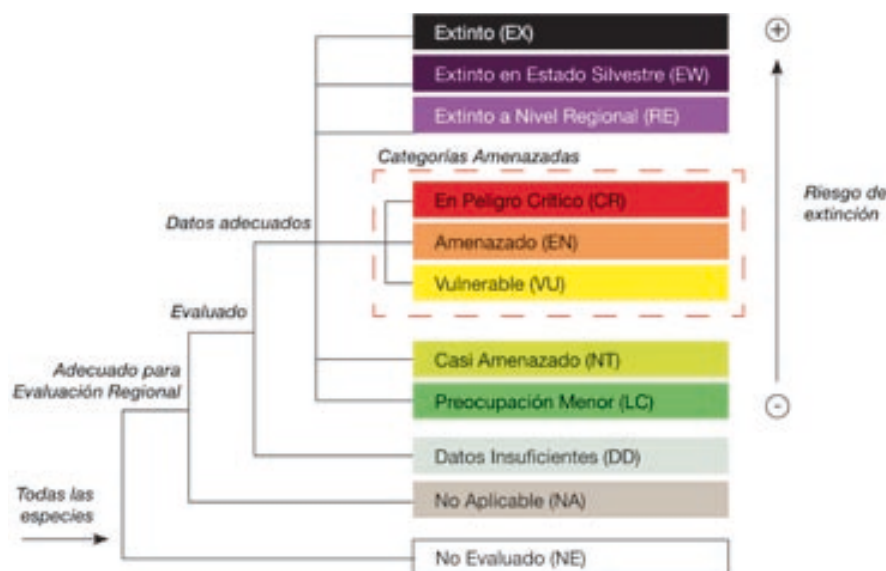 Extinto (EX)
Extinto en Estado Silvestre (EW)
Extinto a Nivel Regional (RE)
Categorías Amenazadas
En Peligro Crítico (CR)
Datos adecuados
Amenazado (EN)
Vulnerable (VU)
Riesgo de
extinción
Evaluado
Casi Amenazado (NT)
Adecuado para
Evaluación Regional
Preocupación Menor (LC)
Datos Insuficientes (DD)
Todas las
especies
No Aplicable (NA)
No Evaluado (NE)
+
-